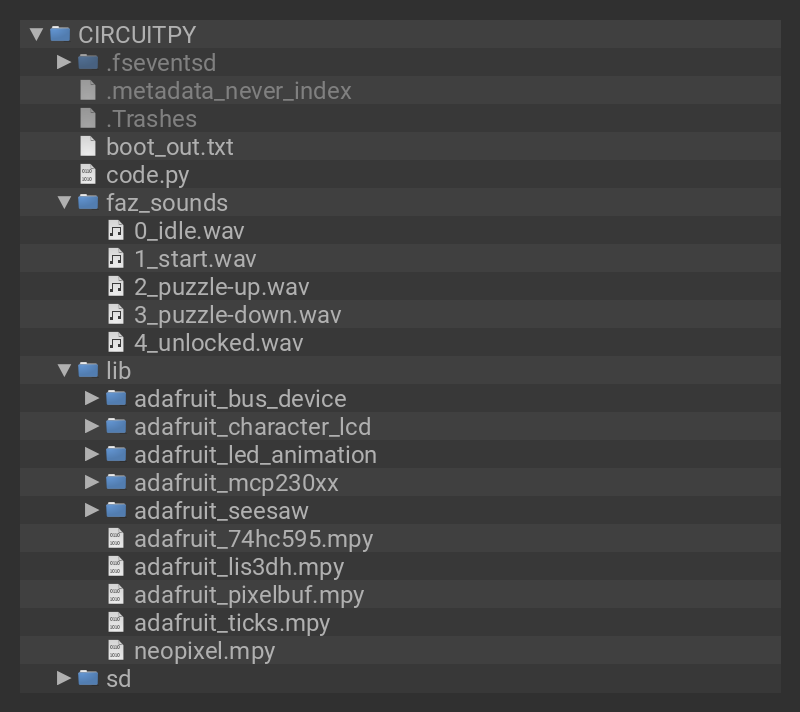 CIRCUITPY
.fseventsd
.metadata_never_index
.Trashes
boot_out.txt
code.py
faz_sounds
0_idle.wav
1_start.wav
2_puzzle-up.wav
3_puzzle-down.wav
4_unlocked.wav
lib
adafruit_bus_device
adafruit_character_lcd
adafruit_led_animation
adafruit_mcp230xx
adafruit_seesaw
adafruit_74hc595.mpy
adafruit_lis3dh.mpy
adafruit_pixelbuf.mpy
adafruit_ticks.mpy
neopixel.mpy
sd